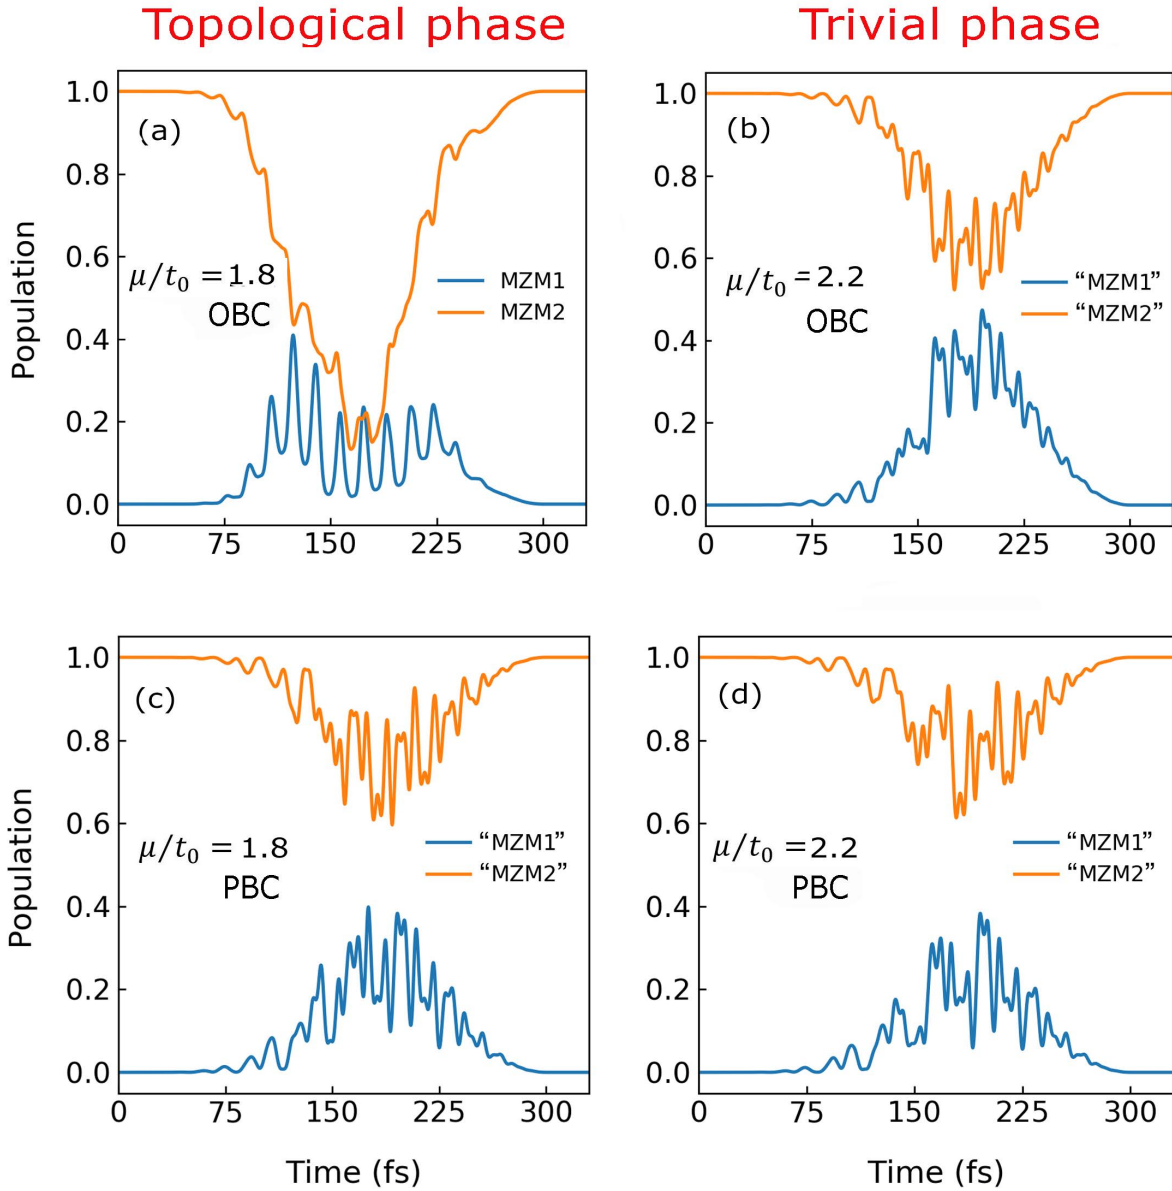 Topological phase
Trivial phase
1.0
0.8
0.6
0.4
0.2
0.0
Population
(a)
μ/t₀ = 1.8
OBC
MZM1
MZM2
0 75 150 225 300
1.0
0.8
0.6
0.4
0.2
0.0
(b)
μ/t₀ = 2.2
OBC
“MZM1”
“MZM2”
0 75 150 225 300
1.0
0.8
0.6
0.4
0.2
0.0
Population
(c)
μ/t₀ = 1.8
PBC
“MZM1”
“MZM2”
0 75 150 225 300
Time (fs)
1.0
0.8
0.6
0.4
0.2
0.0
(d)
μ/t₀ = 2.2
PBC
“MZM1”
“MZM2”
0 75 150 225 300
Time (fs)